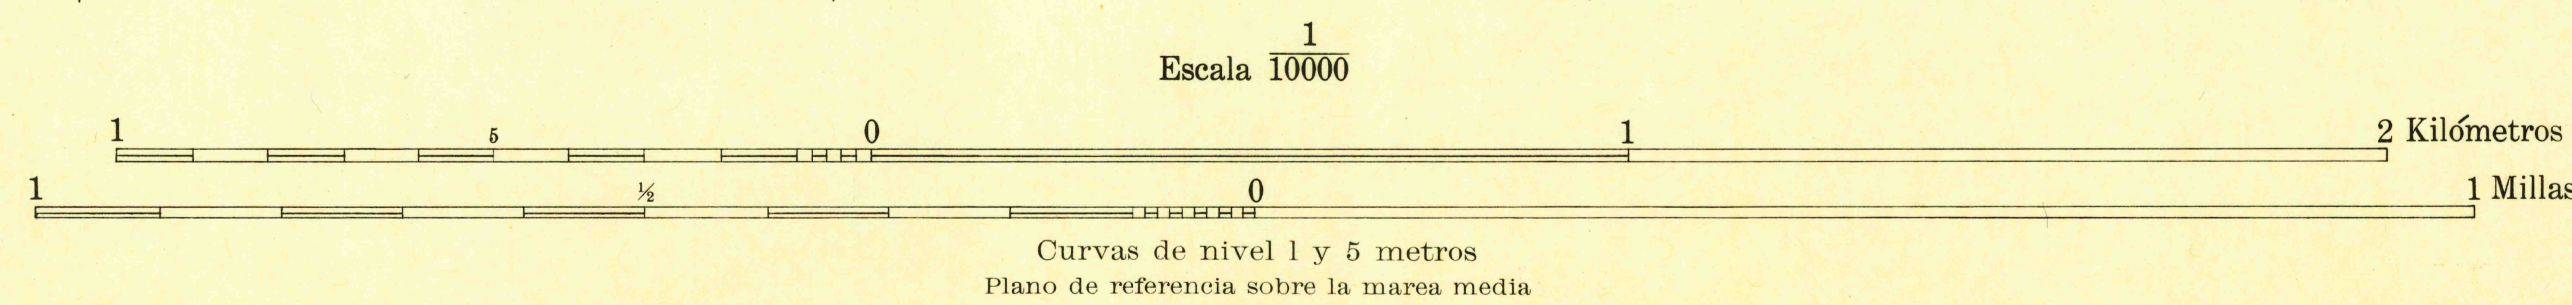 Escala 1/10000
1 5 0 1 2 Kilómetros
1 ½ 0 1 Millas
Curvas de nivel 1 y 5 metros
Plano de referencia sobre la marea media